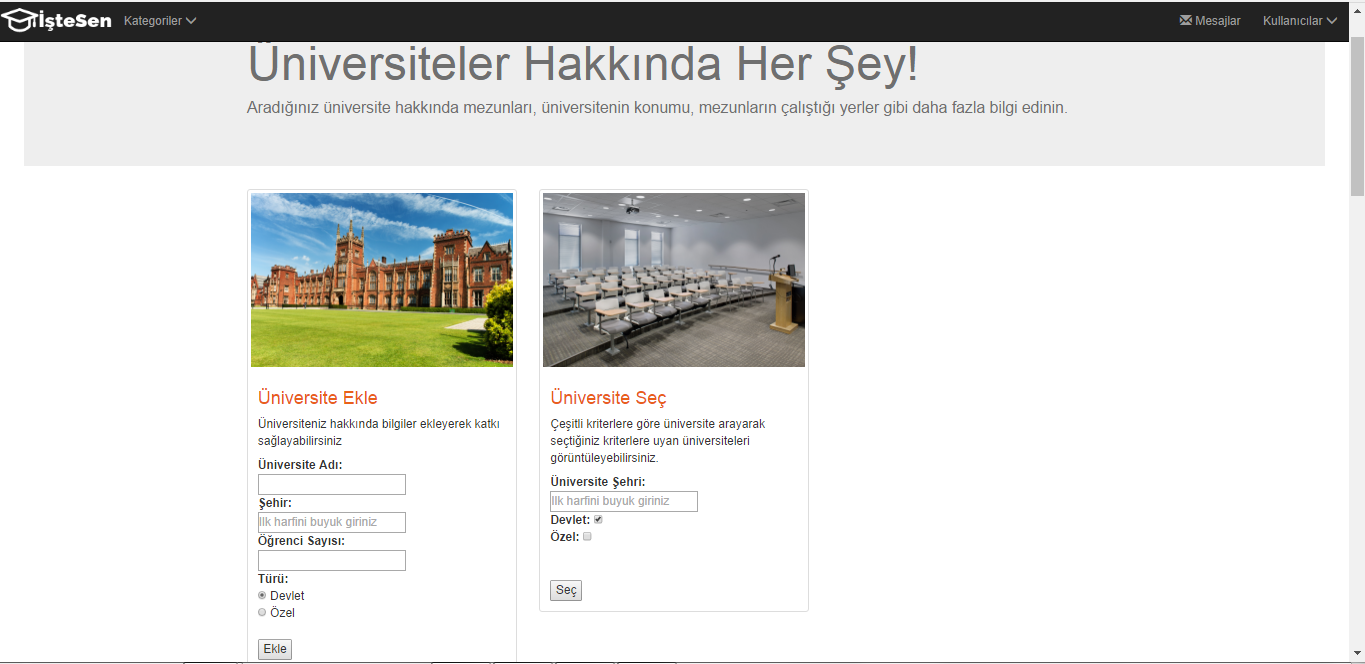 işteSen Kategoriler Mesajlar Kullanıcılar
Üniversiteler Hakkında Her Şey!
Aradığınız üniversite hakkında mezunları, üniversitenin konumu, mezunların çalıştığı yerler gibi daha fazla bilgi edinin.
Üniversite Ekle
Üniversiteniz hakkında bilgiler ekleyerek katkı
sağlayabilirsiniz
Üniversite Adı:
Şehir:
Ilk harfini buyuk giriniz
Öğrenci Sayısı:
Türü:
Devlet
Özel
Ekle
Üniversite Seç
Çeşitli kriterlere göre üniversite arayarak
seçtiğiniz kriterlere uyan üniversiteleri
görüntüleyebilirsiniz.
Üniversite Şehri:
Ilk harfini buyuk giriniz
Devlet:
Özel:
Seç